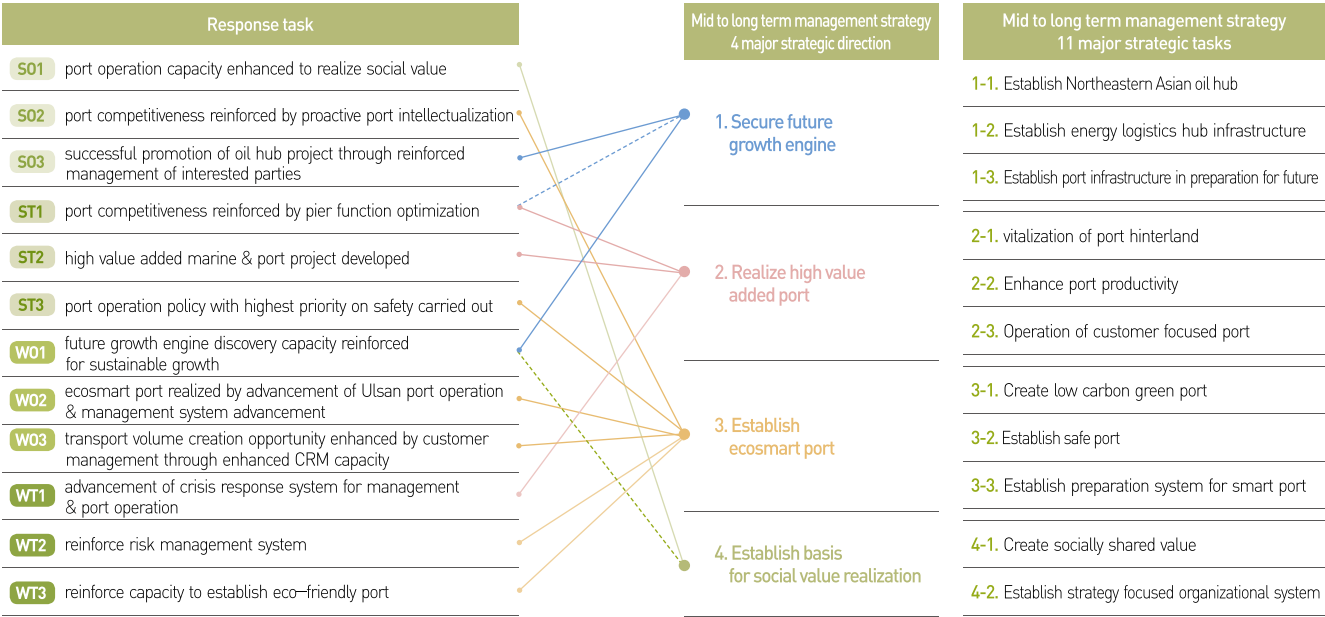 Response task
SO1 port operation capacity enhanced to realize social value
SO2 port competitiveness reinforced by proactive port intellectualization
SO3 successful promotion of oil hub project through reinforced
management of interested parties
ST1 port competitiveness reinforced by pier function optimization
ST2 high value added marine & port project developed
ST3 port operation policy with highest priority on safety carried out
WO1 future growth engine discovery capacity reinforced
for sustainable growth
WO2 ecosmart port realized by advancement of Ulsan port operation
& management system advancement
WO3 transport volume creation opportunity enhanced by customer
management through enhanced CRM capacity
WT1 advancement of crisis response system for management
& port operation
WT2 reinforce risk management system
WT3 reinforce capacity to establish eco-friendly port
Mid to long term management strategy
4 major strategic direction
1. Secure future
growth engine
2. Realize high value
added port
3. Establish
ecosmart port
4. Establish basis
for social value realization
Mid to long term management strategy
11 major strategic tasks
1-1. Establish Northeastern Asian oil hub
1-2. Establish energy logistics hub infrastructure
1-3. Establish port infrastructure in preparation for future
2-1. vitalization of port hinterland
2-2. Enhance port productivity
2-3. Operation of customer focused port
3-1. Create low carbon green port
3-2. Establish safe port
3-3. Establish preparation system for smart port
4-1. Create socially shared value
4-2. Establish strategy focused organizational system